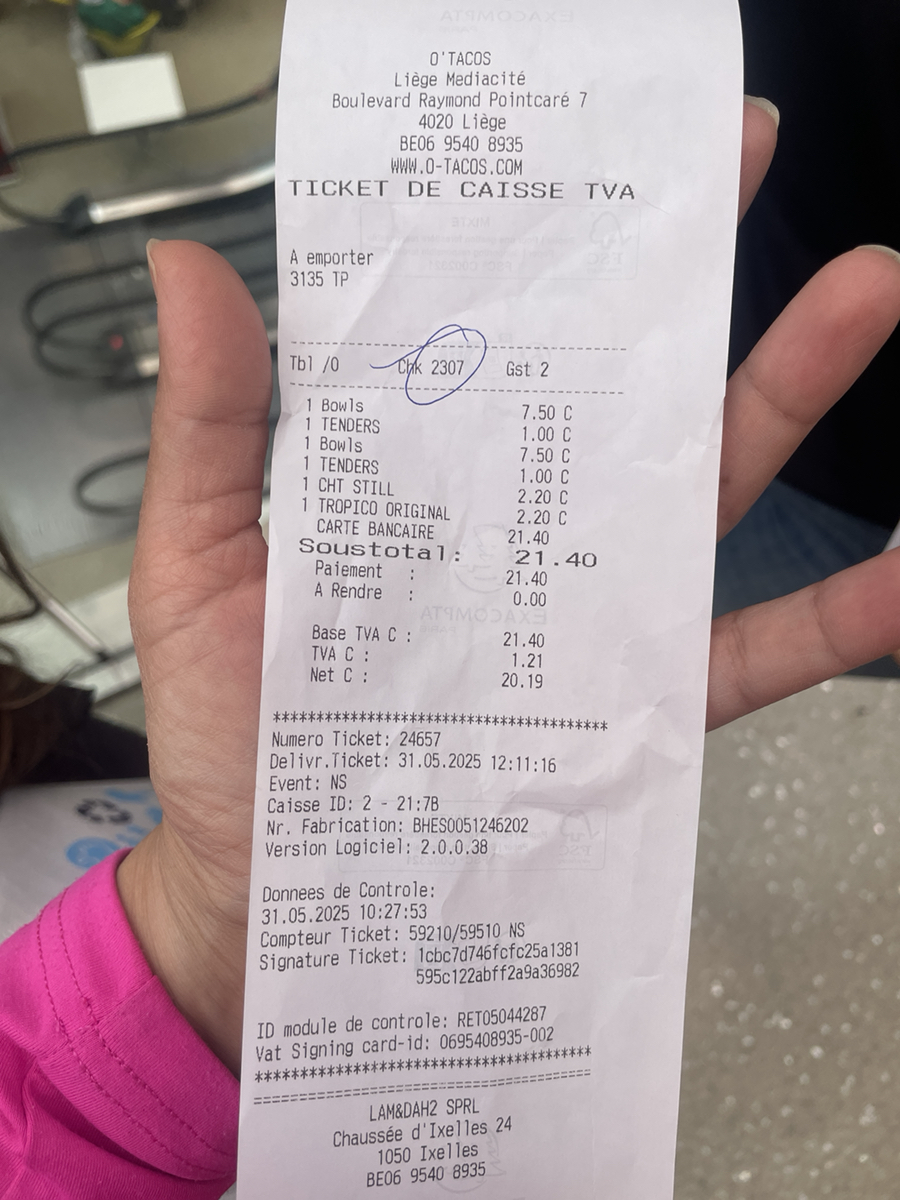 O'TACOS
Liège Mediacité
Boulevard Raymond Pointcaré 7
4020 Liège
BE06 9540 8935
WWW.O-TACOS.COM
TICKET DE CAISSE TVA
A emporter
3135 TP
Tbl /0 Chk 2307 Gst 2
1 Bowls 7.50 C
1 TENDERS 1.00 C
1 Bowls 7.50 C
1 TENDERS 1.00 C
1 CHT STILL 2.20 C
1 TROPICO ORIGINAL 2.20 C
CARTE BANCAIRE 21.40
Soustotal: 21.40
Paiement : 21.40
A Rendre : 0.00
Base TVA C : 21.40
TVA C : 1.21
Net C : 20.19
***************************************
Numero Ticket: 24657
Delivr.Ticket: 31.05.2025 12:11:16
Event: NS
Caisse ID: 2 - 21:7B
Nr. Fabrication: BHES0051246202
Version Logiciel: 2.0.0.38
Donnees de Controle:
31.05.2025 10:27:53
Compteur Ticket: 59210/59510 NS
Signature Ticket: 1cbc7d746fcfc25a1381
595c122abff2a9a36982
ID module de controle: RET05044287
Vat Signing card-id: 0695408935-002
***************************************
=======================================
LAM&DAH2 SPRL
Chaussée d'Ixelles 24
1050 Ixelles
BE06 9540 8935